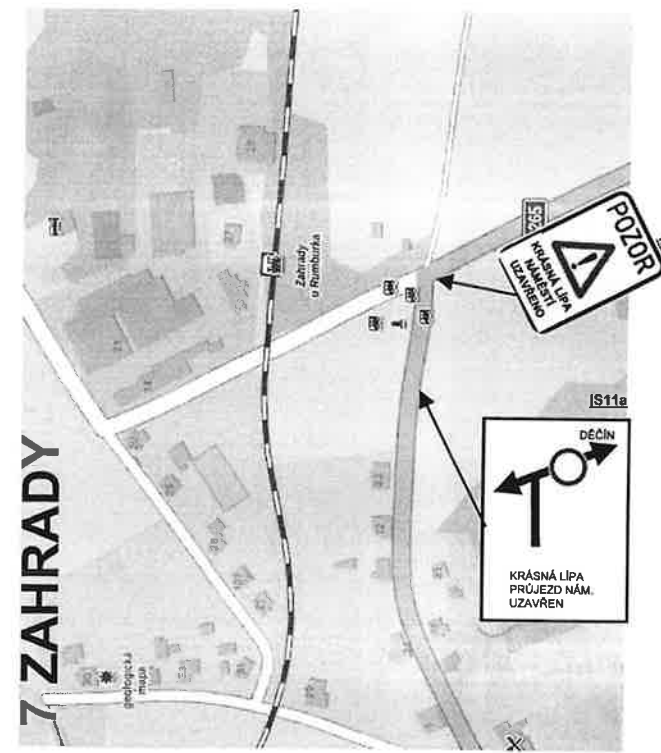 7 ZAHRADY
Zahrady
u Rumburka
geologická
mapa
265
POZOR
KRÁSNÁ LÍPA
NÁMĚSTÍ
UZAVŘENO
IS11a
DĚČÍN
KRÁSNÁ LÍPA
PRŮJEZD NÁM.
UZAVŘEN